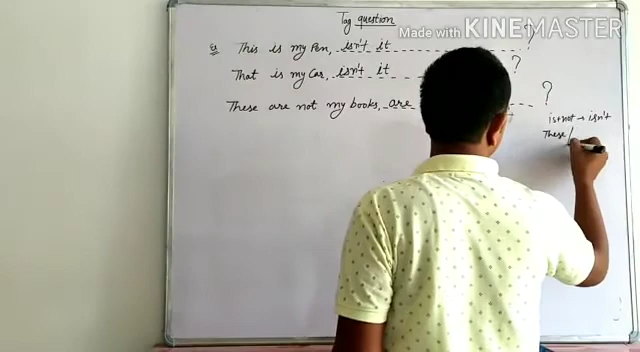 Made with KINEMASTER
Tag question
Ex This is my Pen, isn't it ?
That is my Car, isn't it ?
These are not my books, are ?
is+not → isn't
These /